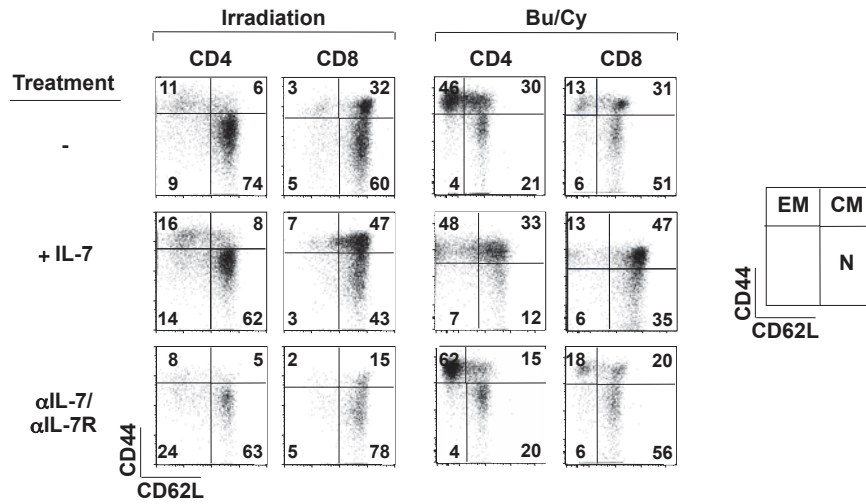 Irradiation Bu/Cy
CD4 CD8 CD4 CD8
Treatment
-
11 6 3 32 46 30 13 31
9 74 5 60 4 21 6 51
EM CM
N
CD44
CD62L
+ IL-7
16 8 7 47 48 33 13 47
14 62 3 43 7 12 6 35
αIL-7/
αIL-7R
8 5 2 15 62 15 18 20
24 63 5 78 4 20 6 56
CD44
CD62L